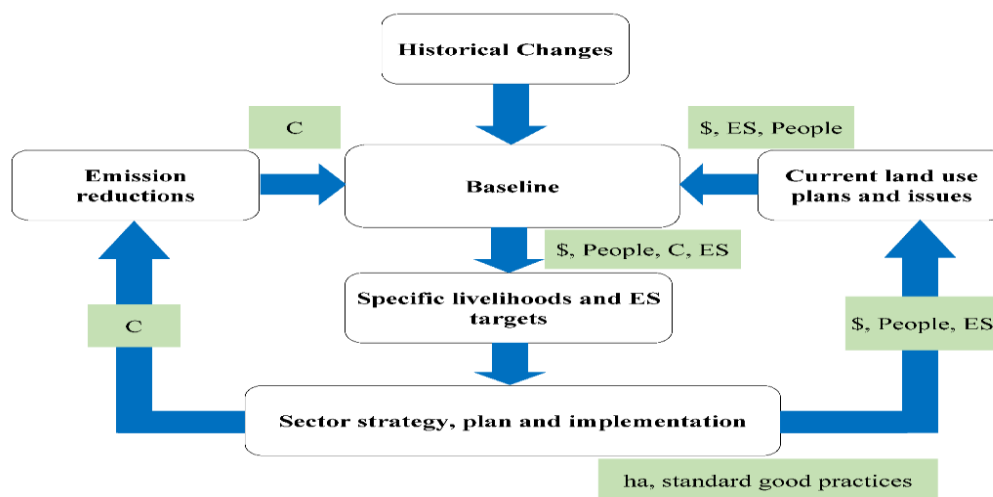 Historical Changes
C
$, ES, People
Emission
reductions
Baseline
Current land use
plans and issues
$, People, C, ES
Specific livelihoods and ES
targets
C
$, People, ES
Sector strategy, plan and implementation
ha, standard good practices